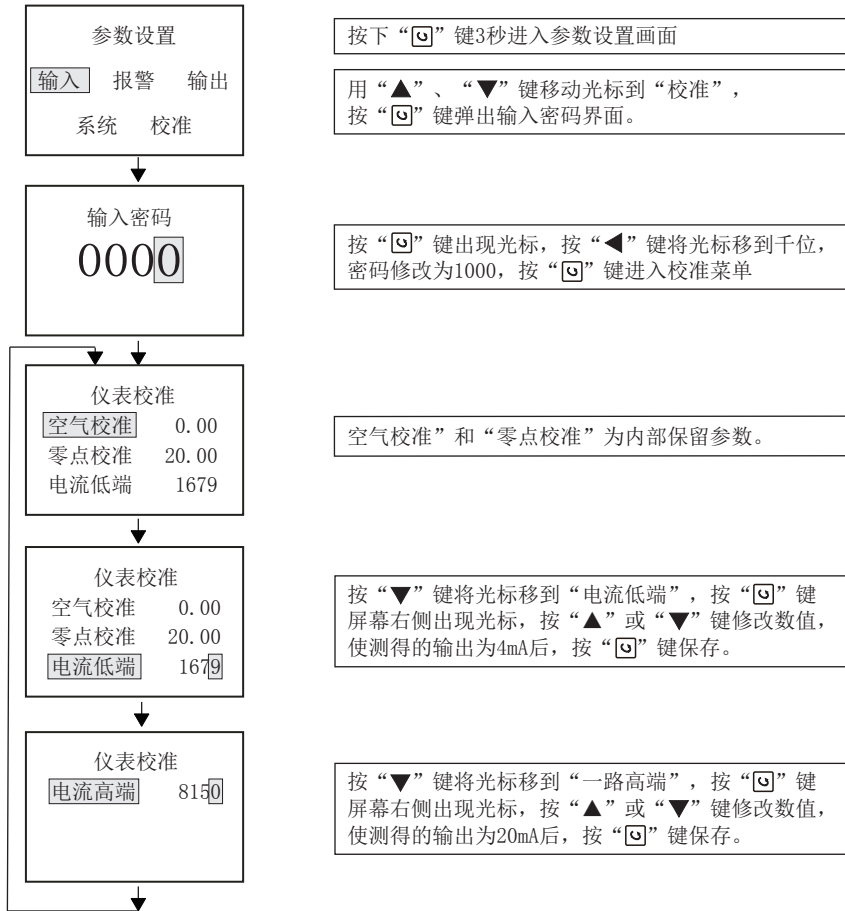 参数设置
输入 报警 输出
系统 校准
按下“”键3秒进入参数设置画面
用“▲”、“▼”键移动光标到“校准”，
按“”键弹出输入密码界面。
输入密码
0000
按“”键出现光标，按“◀”键将光标移到千位，
密码修改为1000，按“”键进入校准菜单
仪表校准
空气校准 0.00
零点校准 20.00
电流低端 1679
空气校准”和“零点校准”为内部保留参数。
仪表校准
空气校准 0.00
零点校准 20.00
电流低端 1679
按“▼”键将光标移到“电流低端”，按“”键
屏幕右侧出现光标，按“▲”或“▼”键修改数值，
使测得的输出为4mA后，按“”键保存。
仪表校准
电流高端 8150
按“▼”键将光标移到“一路高端”，按“”键
屏幕右侧出现光标，按“▲”或“▼”键修改数值，
使测得的输出为20mA后，按“”键保存。